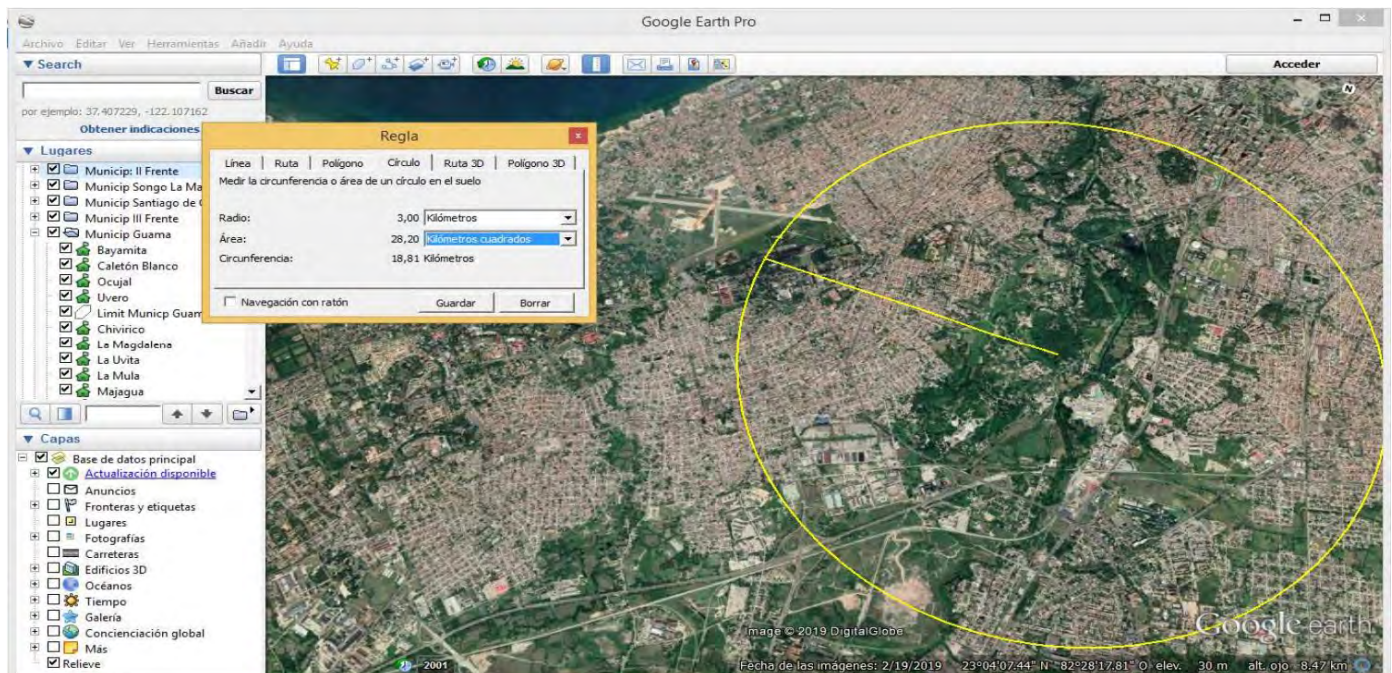 Google Earth Pro
Archivo Editar Ver Herramientas Añadir Ayuda
Search
Buscar
por ejemplo: 37.407229, -122.107162
Obtener indicaciones
Lugares
Municip: II Frente
Municip Songo La Ma
Municip Santiago de
Municip III Frente
Municip Guama
Bayamita
Caletón Blanco
Ocujal
Uvero
Limit Municp Guam
Chivirico
La Magdalena
La Uvita
La Mula
Majagua
Capas
Base de datos principal
Actualización disponible
Anuncios
Fronteras y etiquetas
Lugares
Fotografías
Carreteras
Edificios 3D
Océanos
Tiempo
Galería
Concienciación global
Más
Relieve
Acceder
Regla
Línea Ruta Polígono Círculo Ruta 3D Polígono 3D
Medir la circunferencia o área de un círculo en el suelo
Radio: 3,00 Kilómetros
Área: 28,20 Kilómetros cuadrados
Circunferencia: 18,81 Kilómetros
Navegación con ratón Guardar Borrar
N
Google earth
Image © 2019 DigitalGlobe
2001
Fecha de las imágenes: 2/19/2019 23°04'07.44" N 82°28'17.81" O elev. 30 m alt. ojo 8.47 km